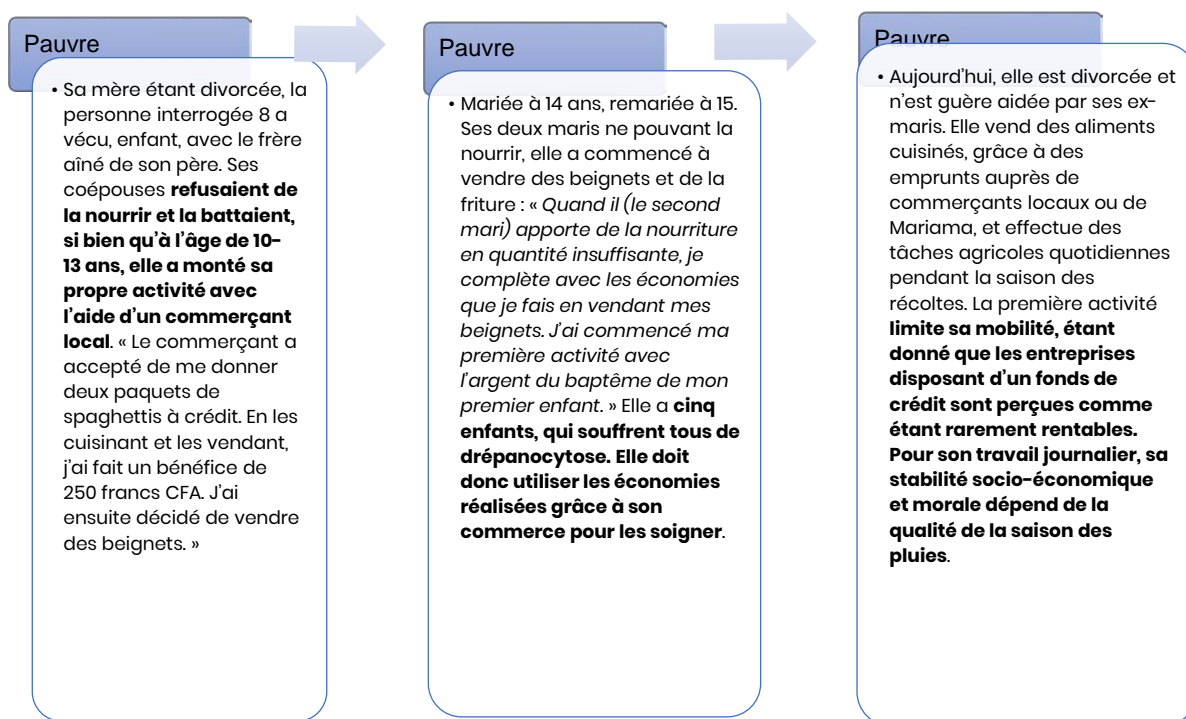 Pauvre
• Sa mère étant divorcée, la
personne interrogée 8 a
vécu, enfant, avec le frère
aîné de son père. Ses
coépouses refusaient de
la nourrir et la battaient,
si bien qu’à l’âge de 10-
13 ans, elle a monté sa
propre activité avec
l’aide d’un commerçant
local. « Le commerçant a
accepté de me donner
deux paquets de
spaghettis à crédit. En les
cuisinant et les vendant,
j’ai fait un bénéfice de
250 francs CFA. J’ai
ensuite décidé de vendre
des beignets. »
Pauvre
• Mariée à 14 ans, remariée à 15.
Ses deux maris ne pouvant la
nourrir, elle a commencé à
vendre des beignets et de la
friture : « Quand il (le second
mari) apporte de la nourriture
en quantité insuffisante, je
complète avec les économies
que je fais en vendant mes
beignets. J’ai commencé ma
première activité avec
l’argent du baptême de mon
premier enfant. » Elle a cinq
enfants, qui souffrent tous de
drépanocytose. Elle doit
donc utiliser les économies
réalisées grâce à son
commerce pour les soigner.
Pauvre
• Aujourd’hui, elle est divorcée et
n’est guère aidée par ses ex-
maris. Elle vend des aliments
cuisinés, grâce à des
emprunts auprès de
commerçants locaux ou de
Mariama, et effectue des
tâches agricoles quotidiennes
pendant la saison des
récoltes. La première activité
limite sa mobilité, étant
donné que les entreprises
disposant d’un fonds de
crédit sont perçues comme
étant rarement rentables.
Pour son travail journalier, sa
stabilité socio-économique
et morale dépend de la
qualité de la saison des
pluies.